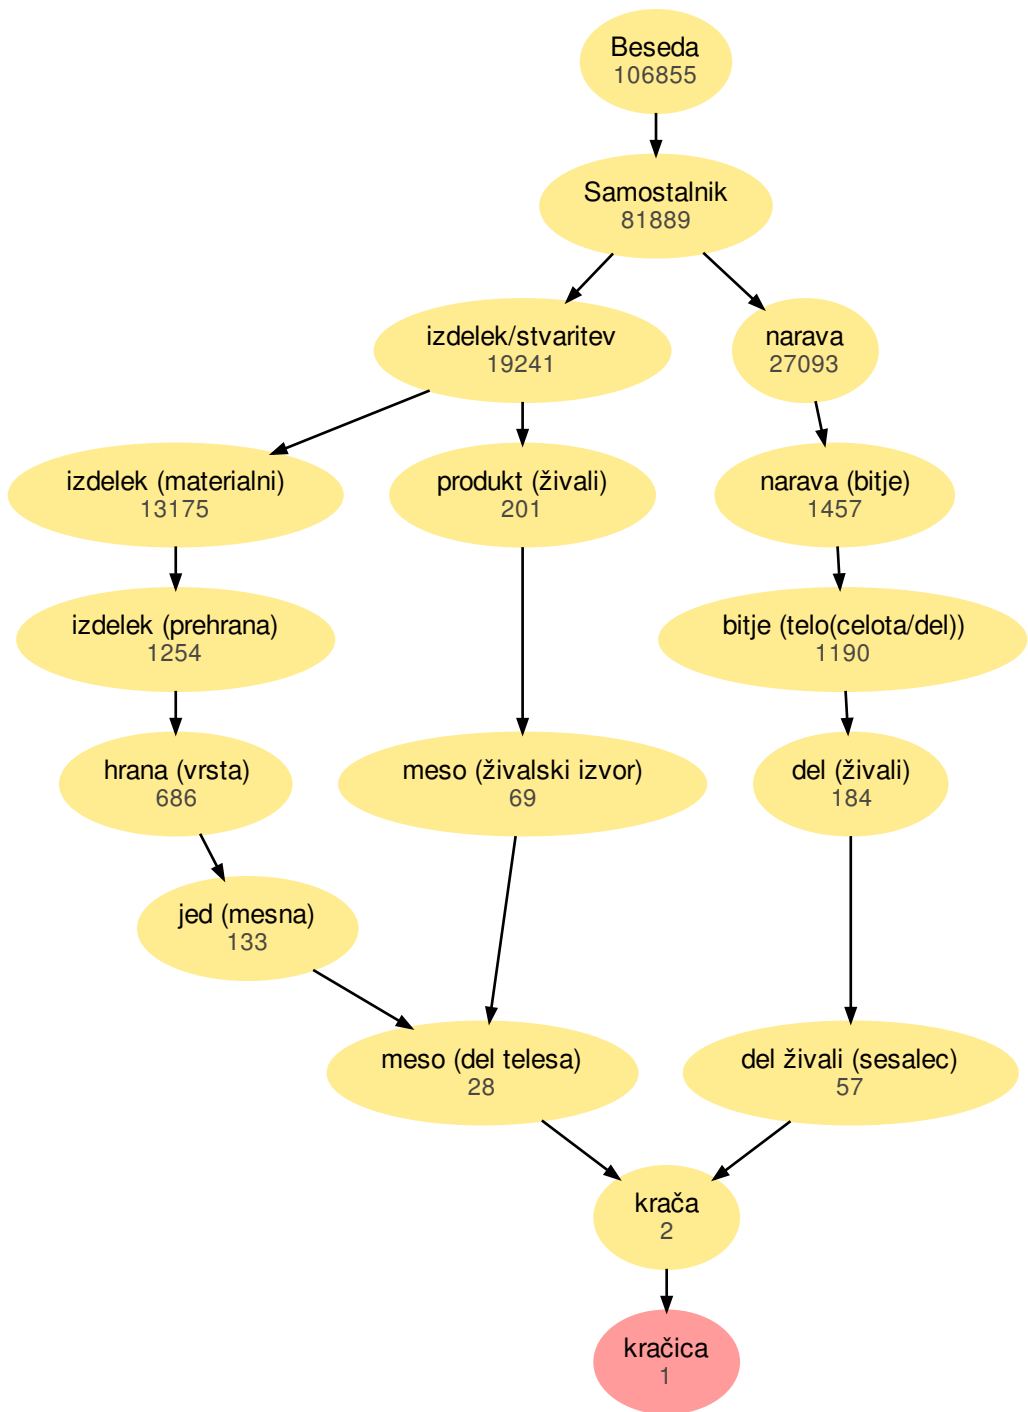 Beseda
106855
Samostalnik
81889
izdelek/stvaritev
19241
narava
27093
izdelek (materialni)
13175
produkt (živali)
201
narava (bitje)
1457
izdelek (prehrana)
1254
bitje (telo(celota/del))
1190
hrana (vrsta)
686
meso (živalski izvor)
69
del (živali)
184
jed (mesna)
133
meso (del telesa)
28
del živali (sesalec)
57
krača
2
kračica
1